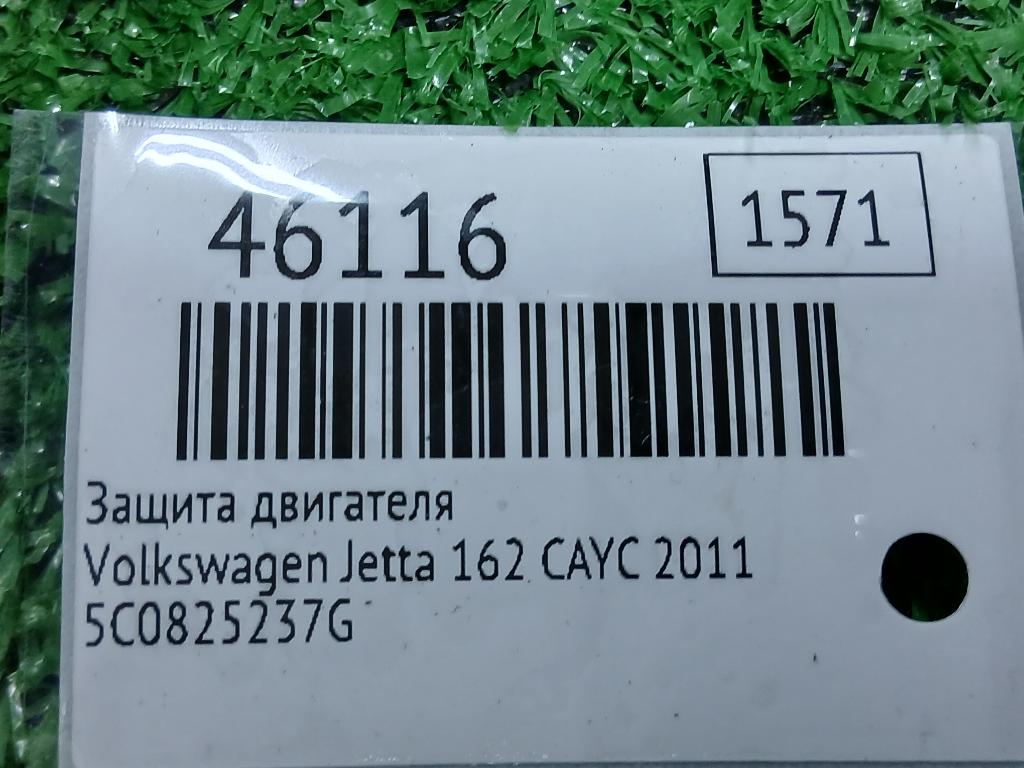 46116
1571
Защита двигателя
Volkswagen Jetta 162 CAYC 2011
5C0825237G